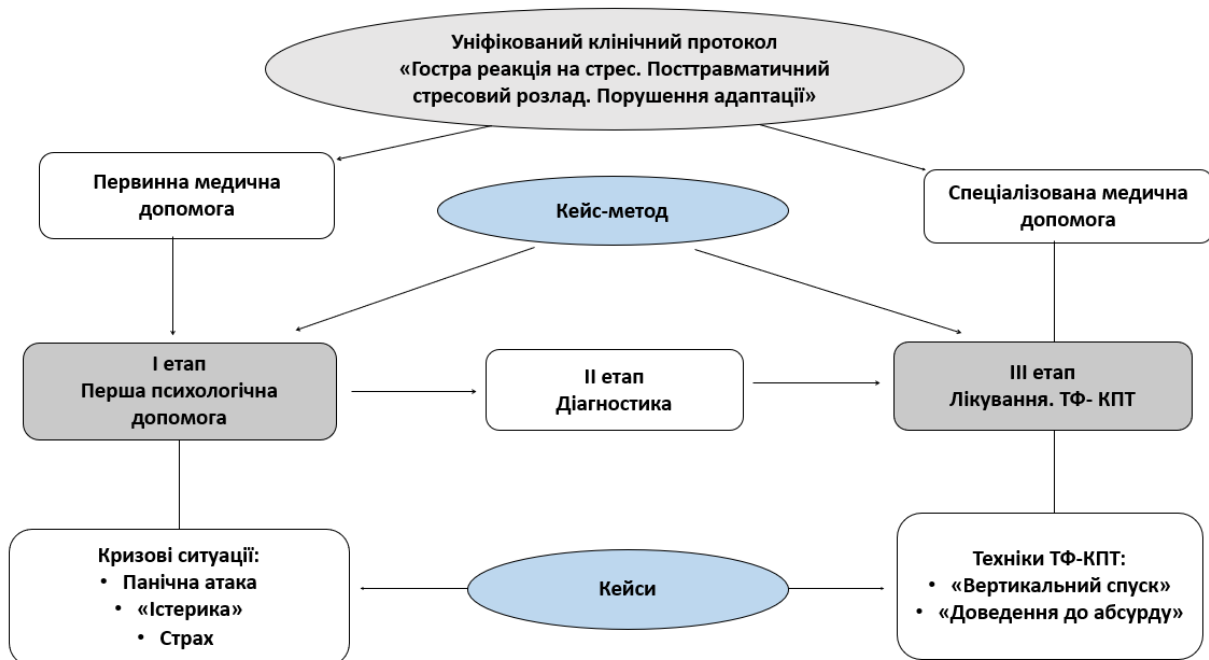 Уніфікований клінічний протокол
«Гостра реакція на стрес. Посттравматичний
стресовий розлад. Порушення адаптації»
Первинна медична
допомога
Кейс-метод
Спеціалізована медична
допомога
І етап
Перша психологічна
допомога
ІІ етап
Діагностика
ІІІ етап
Лікування. ТФ- КПТ
Кризові ситуації:
• Панічна атака
• «Істерика»
• Страх
Кейси
Техніки ТФ-КПТ:
• «Вертикальний спуск»
• «Доведення до абсурду»